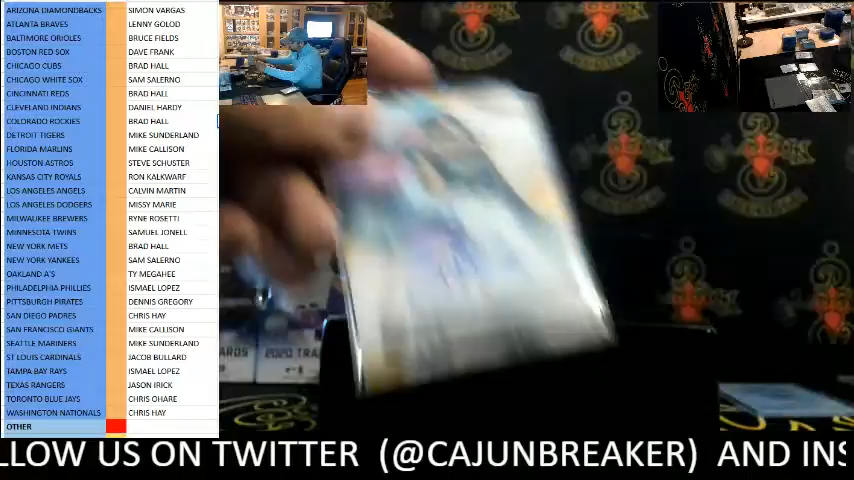 ARIZONA DIAMONDBACKS SIMON VARGAS
ATLANTA BRAVES LENNY GOLOD
BALTIMORE ORIOLES BRUCE FIELDS
BOSTON RED SOX DAVE FRANK
CHICAGO CUBS BRAD HALL
CHICAGO WHITE SOX SAM SALERNO
CINCINNATI REDS BRAD HALL
CLEVELAND INDIANS DANIEL HARDY
COLORADO ROCKIES BRAD HALL
DETROIT TIGERS MIKE SUNDERLAND
FLORIDA MARLINS MIKE CALLISON
HOUSTON ASTROS STEVE SCHUSTER
KANSAS CITY ROYALS RON KALKWARF
LOS ANGELES ANGELS CALVIN MARTIN
LOS ANGELES DODGERS MISSY MARIE
MILWAUKEE BREWERS RYNE ROSETTI
MINNESOTA TWINS SAMUEL JONELL
NEW YORK METS BRAD HALL
NEW YORK YANKEES SAM SALERNO
OAKLAND A'S TY MEGAHEE
PHILADELPHIA PHILLIES ISMAEL LOPEZ
PITTSBURGH PIRATES DENNIS GREGORY
SAN DIEGO PADRES CHRIS HAY
SAN FRANCISCO GIANTS MIKE CALLISON
SEATTLE MARINERS MIKE SUNDERLAND
ST LOUIS CARDINALS JACOB BULLARD
TAMPA BAY RAYS ISMAEL LOPEZ
TEXAS RANGERS JASON IRICK
TORONTO BLUE JAYS CHRIS OHARE
WASHINGTON NATIONALS CHRIS HAY
OTHER
ARDS 2020 TRA
LLOW US ON TWITTER (@CAJUNBREAKER) AND INS